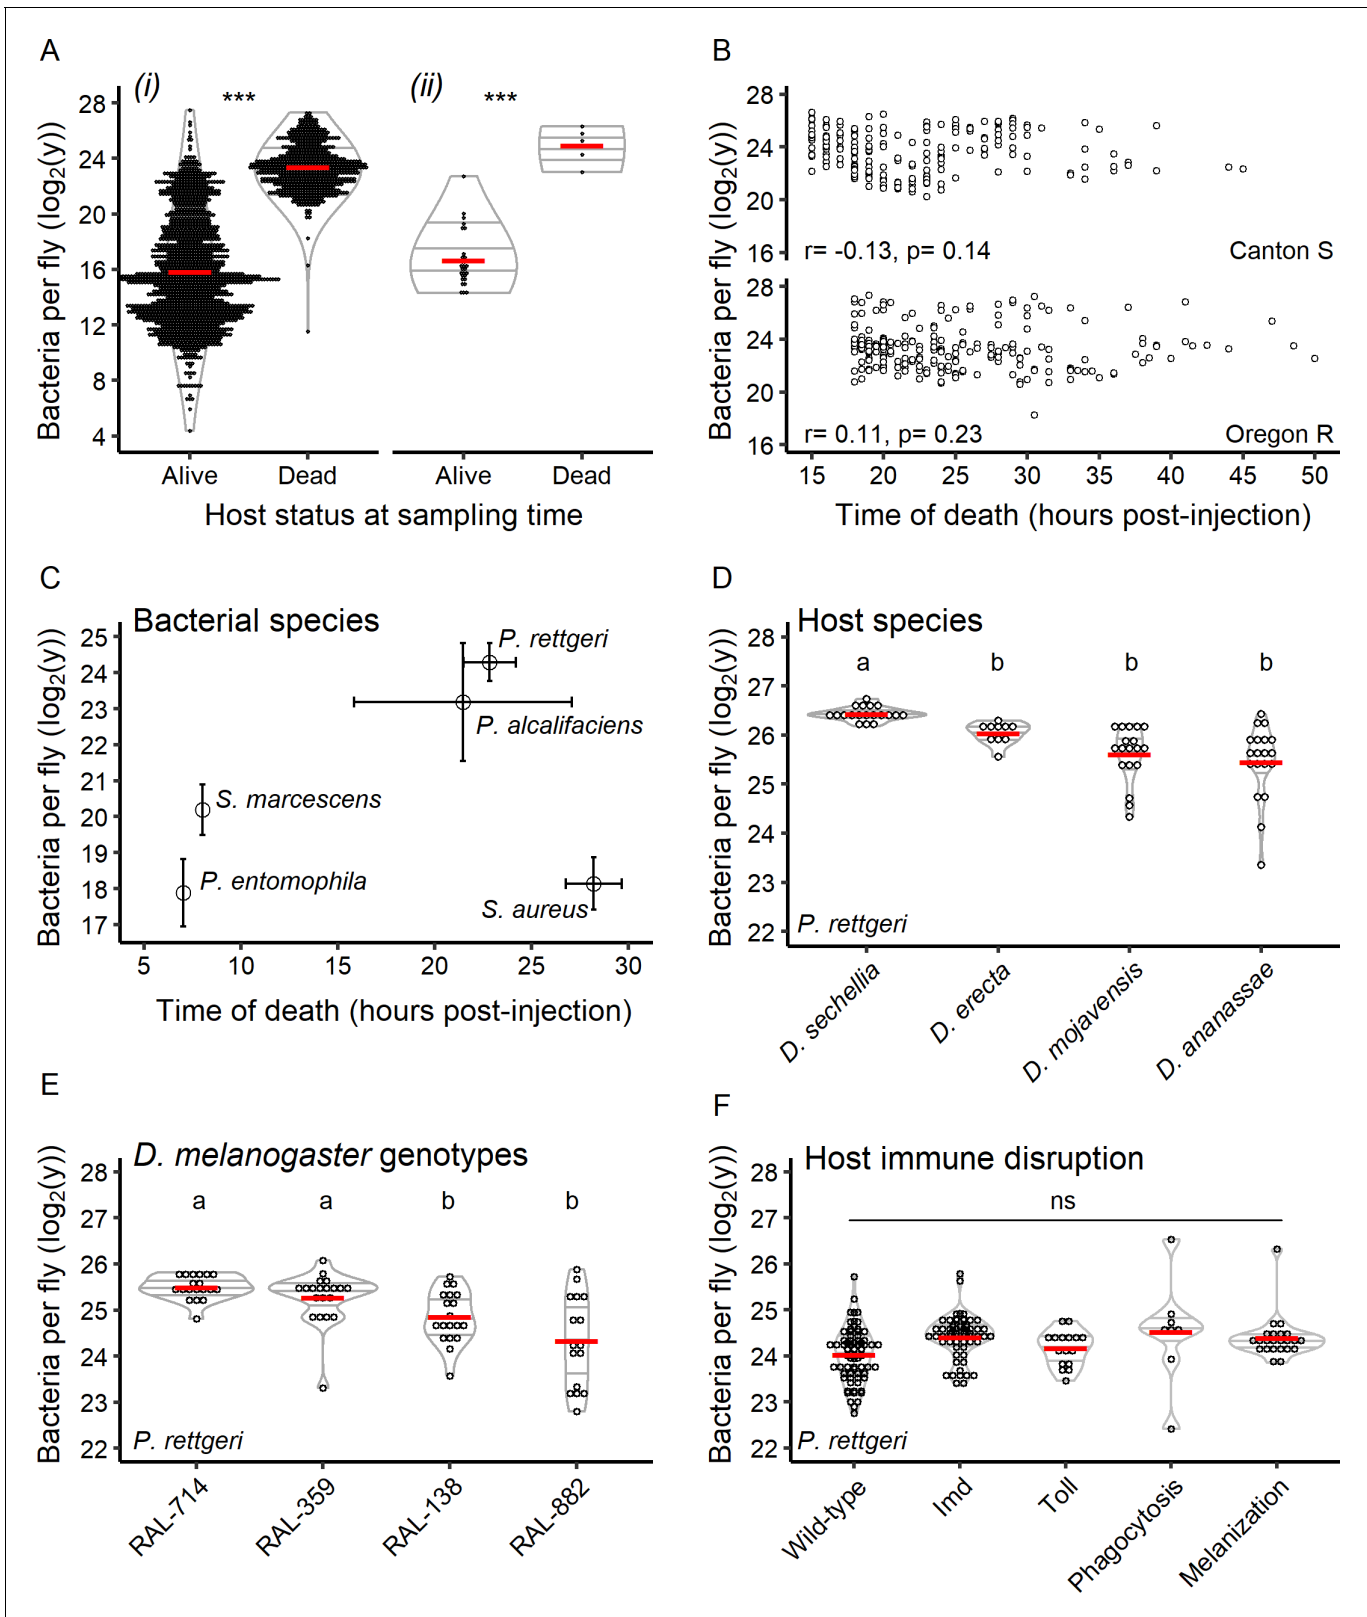 A
(i)
***
(ii)
***
Bacteria per fly (log2(y))
28
24
20
16
12
8
4
Alive
Dead
Alive
Dead
Host status at sampling time
B
Bacteria per fly (log2(y))
28
24
20
16
r= -0.13, p= 0.14
Canton S
28
24
20
16
r= 0.11, p= 0.23
Oregon R
15 20 25 30 35 40 45 50
Time of death (hours post-injection)
C
Bacterial species
Bacteria per fly (log2(y))
25
24
23
22
21
20
19
18
17
P. rettgeri
P. alcalifaciens
S. marcescens
P. entomophila
S. aureus
5 10 15 20 25 30
Time of death (hours post-injection)
D
Host species
Bacteria per fly (log2(y))
28
27
26
25
24
23
22
a b b b
P. rettgeri
D. sechellia
D. erecta
D. mojavensis
D. ananassae
E
D. melanogaster genotypes
Bacteria per fly (log2(y))
28
27
26
25
24
23
22
a a b b
P. rettgeri
RAL-714
RAL-359
RAL-138
RAL-882
F
Host immune disruption
Bacteria per fly (log2(y))
28
27
26
25
24
23
22
ns
P. rettgeri
Wild-type
Imd
Toll
Phagocytosis
Melanization